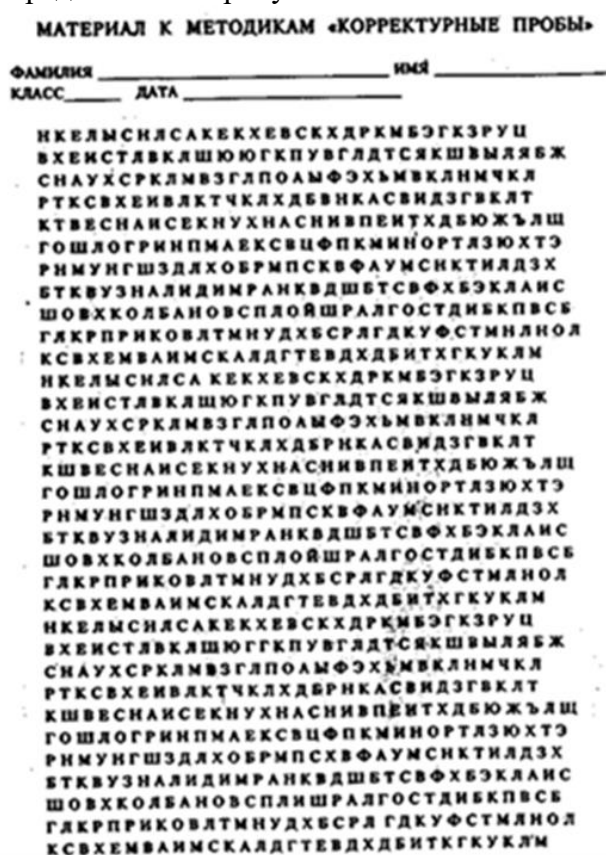 МАТЕРИАЛ К МЕТОДИКАМ «КОРРЕКТУРНЫЕ ПРОБЫ»
ФАМИЛИЯ ИМЯ
КЛАСС ДАТА
НКЕЛЫСНЛСАКЕКХЕВСКХДРКМБЭГКЗРУЦ
ВХЕИСТЛВКЛШЮЮГКПУВГЛДТСЯКШВЫЛЯБЖ
СНАУХСРКЛМВЗГЛПОАЫФЭХЬМВКЛНМЧКЛ
РТКСВХЕИВЛКТЧКЛХДБВНКАСВИДЗГВКЛТ
КТВЕСНАИСЕКНУХНАСНИВПЕИТХДБЮЖЪЛЩ
ГОШЛОГРИНПМАЕКСВЦФПКМИНОРТЛЗЮХТЭ
РНМУНГШЗДЛХОБРМПСКВФАУМСНКТИЛДЗХ
БТКВУЗНАЛИДИМРАНКВДШБТСВФХБЭКЛАИС
ШОВХКОЛБАНОВСПЛОЙШРАЛГОСТДИБКПВСБ
ГЛКРПРИКОВЛТМНУДХБСРЛГДКУФСТМНЛНОЛ
КСВХЕМВАИМСКАЛДГТЕВДХДБИТХГКУКЛМ
НКЕЛЫСНЛСА КЕКХЕВСКХДРКМБЭГКЗРУЦ
ВХЕИСТЛВКЛЩЮГКПУВГЛДТСЯКШВЫЛЯБЖ
СНАУХСРКЛМВЗГЛПОАЫФЭХЬМВКЛНМЧКЛ
РТКСВХЕИВЛКТЧКЛХДБРНКАСВИДЗГВКЛТ
КШВЕСНАИСЕКНУХНАСНИВПЕИТХДБЮЖЪЛЩ
ГОШЛОГРИНПМАЕКСВЦФПКМИНОРТЛЗЮХТЭ
РНМУНГШЗДЛХОБРМПСКВФАУМСНКТИЛДЗХ
БТКВУЗНАЛИДИМРАНКВДШБТСВФХБЭКЛАИС
ШОВХКОЛБАНОВСПЛОЙШРАЛГОСТДИБКПВСБ
ГЛКРПРИКОВЛТМНУДХБСРЛГДКУФСТМЛНОЛ
КСВХЕМВАИМСКАЛДГТЕВДХДБИТХГКУКЛМ
НКЕЛЫСНЛСАКЕКХЕВСКХДРКМБЭГКЗРУЦ
ВХЕИСТЛВКЛШЮГГКПУВГЛДТСЯКШВЫЛЯБЖ
СНАУХСРКЛМВЗГЛПОАЫФЭХЬМВКЛНМЧКЛ
РТКСВХЕИВЛКТЧКЛХДБРНКАСВИДЗГВКЛТ
КШВЕСНАИСЕКНУХНАСНИВПЕИТХДБЮЖЪЛЩ
ГОШЛОГРИНПМАЕКСВЦФПКМИНОРТЛЗЮХТЭ
РНМУНГШЗДЛХОБРМПСХВФАУМСНКТИЛДЗХ
БТКВУЗНАЛИДИМРАНКВДШБТСВФХБЭКЛАИС
ШОВХКОЛБАНОВСПЛИШРАЛГОСТДИБКПВСБ
ГЛКРПРИКОВЛТМНУДХБСРЛ ГДКУФСТМЛНОЛ
КСВХЕМВАИМСКАЛДГТЕВДХДБИТКГКУКЛМ